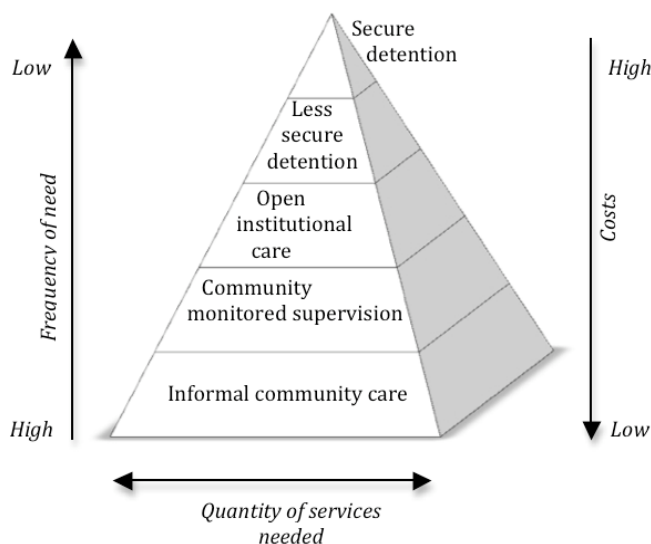 Secure
detention
Low
High
Less
secure
detention
Open
institutional
care
Frequency of need
Costs
Community
monitored supervision
Informal community care
High
Low
Quantity of services
needed